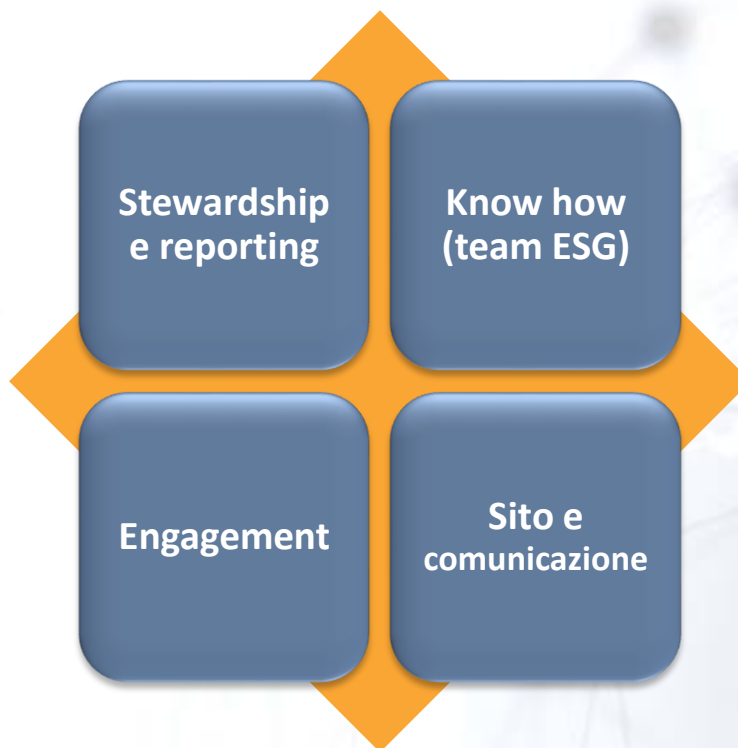 Stewardship
e reporting
Know how
(team ESG)
Engagement
Sito e
comunicazione